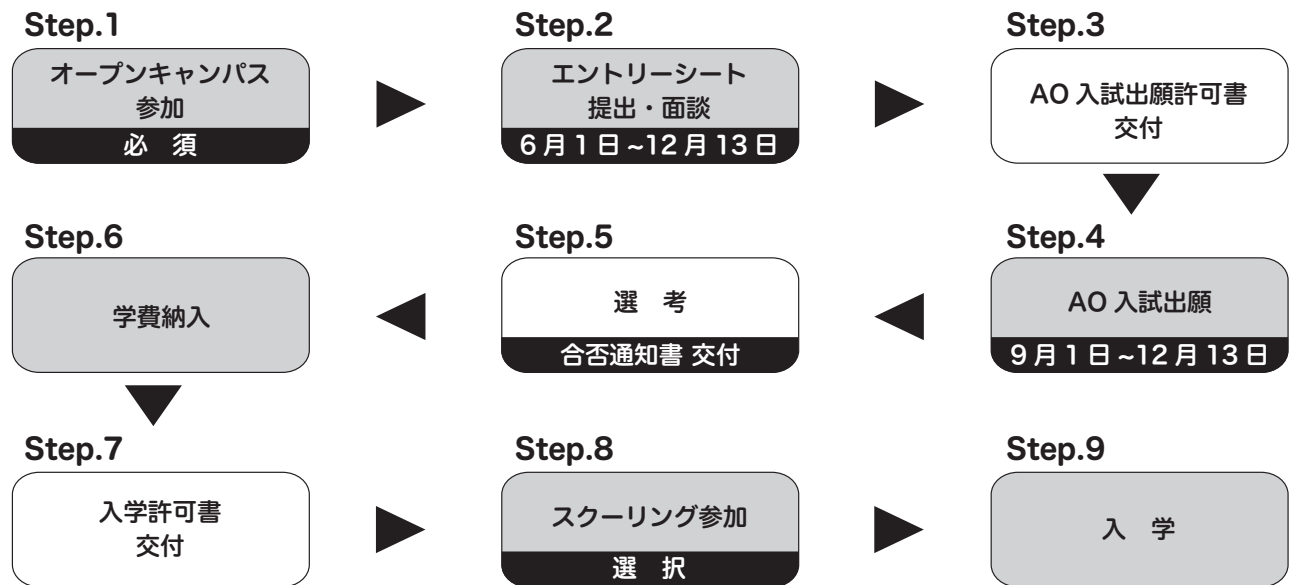 Step.1
オープンキャンパス
参加
必　須
Step.2
エントリーシート
提出・面談
6月1日~12月13日
Step.3
AO 入試出願許可書
交付
Step.4
AO 入試出願
9月1日~12月13日
Step.5
選　考
合否通知書 交付
Step.6
学費納入
Step.7
入学許可書
交付
Step.8
スクーリング参加
選　択
Step.9
入　学